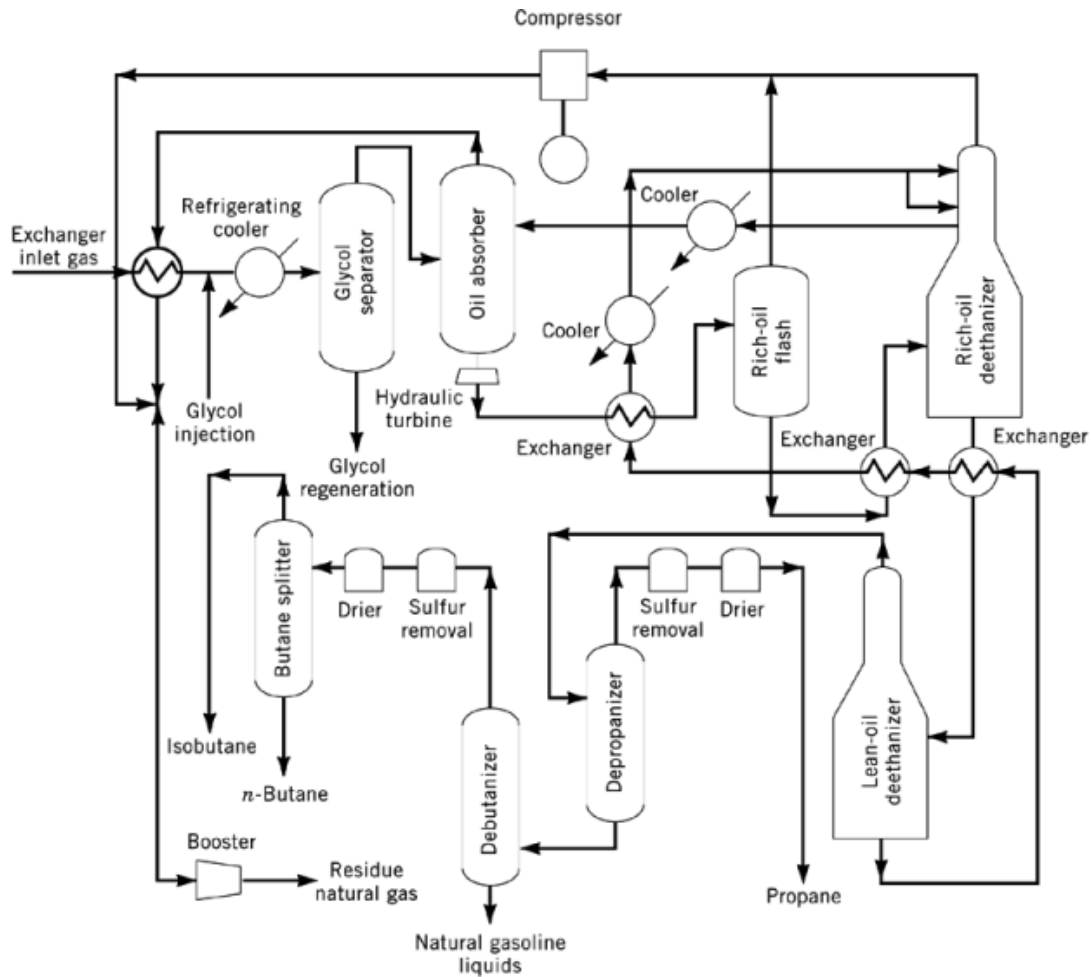 Compressor
Refrigerating
cooler
Exchanger
inlet gas
Glycol
separator
Oil absorber
Cooler
Cooler
Rich-oil
flash
Rich-oil
deethanizer
Hydraulic
turbine
Glycol
injection
Exchanger
Exchanger
Exchanger
Glycol
regeneration
Butane splitter
Drier
Sulfur
removal
Sulfur
removal
Drier
Depropanizer
Lean-oil
deethanizer
Isobutane
n-Butane
Debutanizer
Booster
Residue
natural gas
Propane
Natural gasoline
liquids